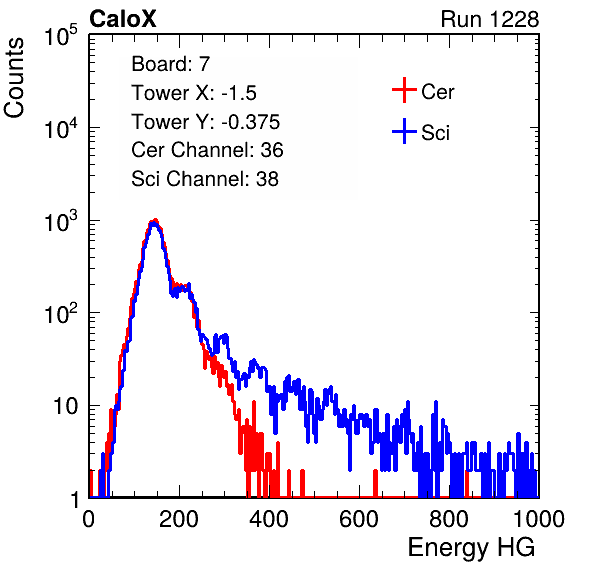 CaloX Run 1228
Counts
10^5
10^4
10^3
10^2
10
1
Board: 7
Tower X: -1.5
Tower Y: -0.375
Cer Channel: 36
Sci Channel: 38
Cer
Sci
0 200 400 600 800 1000
Energy HG